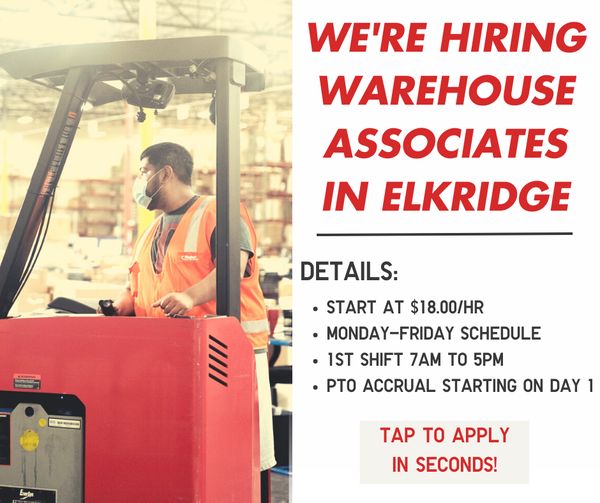 WE'RE HIRING
WAREHOUSE
ASSOCIATES
IN ELKRIDGE
DETAILS:
• START AT $18.00/HR
• MONDAY-FRIDAY SCHEDULE
• 1ST SHIFT 7AM TO 5PM
• PTO ACCRUAL STARTING ON DAY 1
TAP TO APPLY
IN SECONDS!